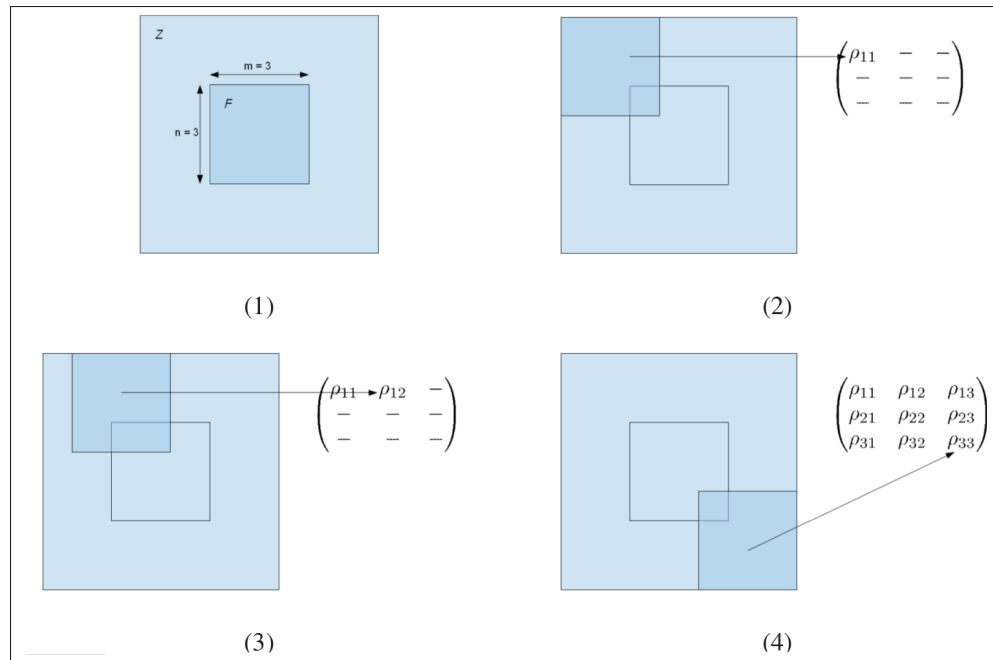 Z
m = 3
F
n = 3
(1)
ρ11 – –
– – –
– – –
(2)
ρ11 ρ12 –
– – –
– – –
(3)
ρ11 ρ12 ρ13
ρ21 ρ22 ρ23
ρ31 ρ32 ρ33
(4)